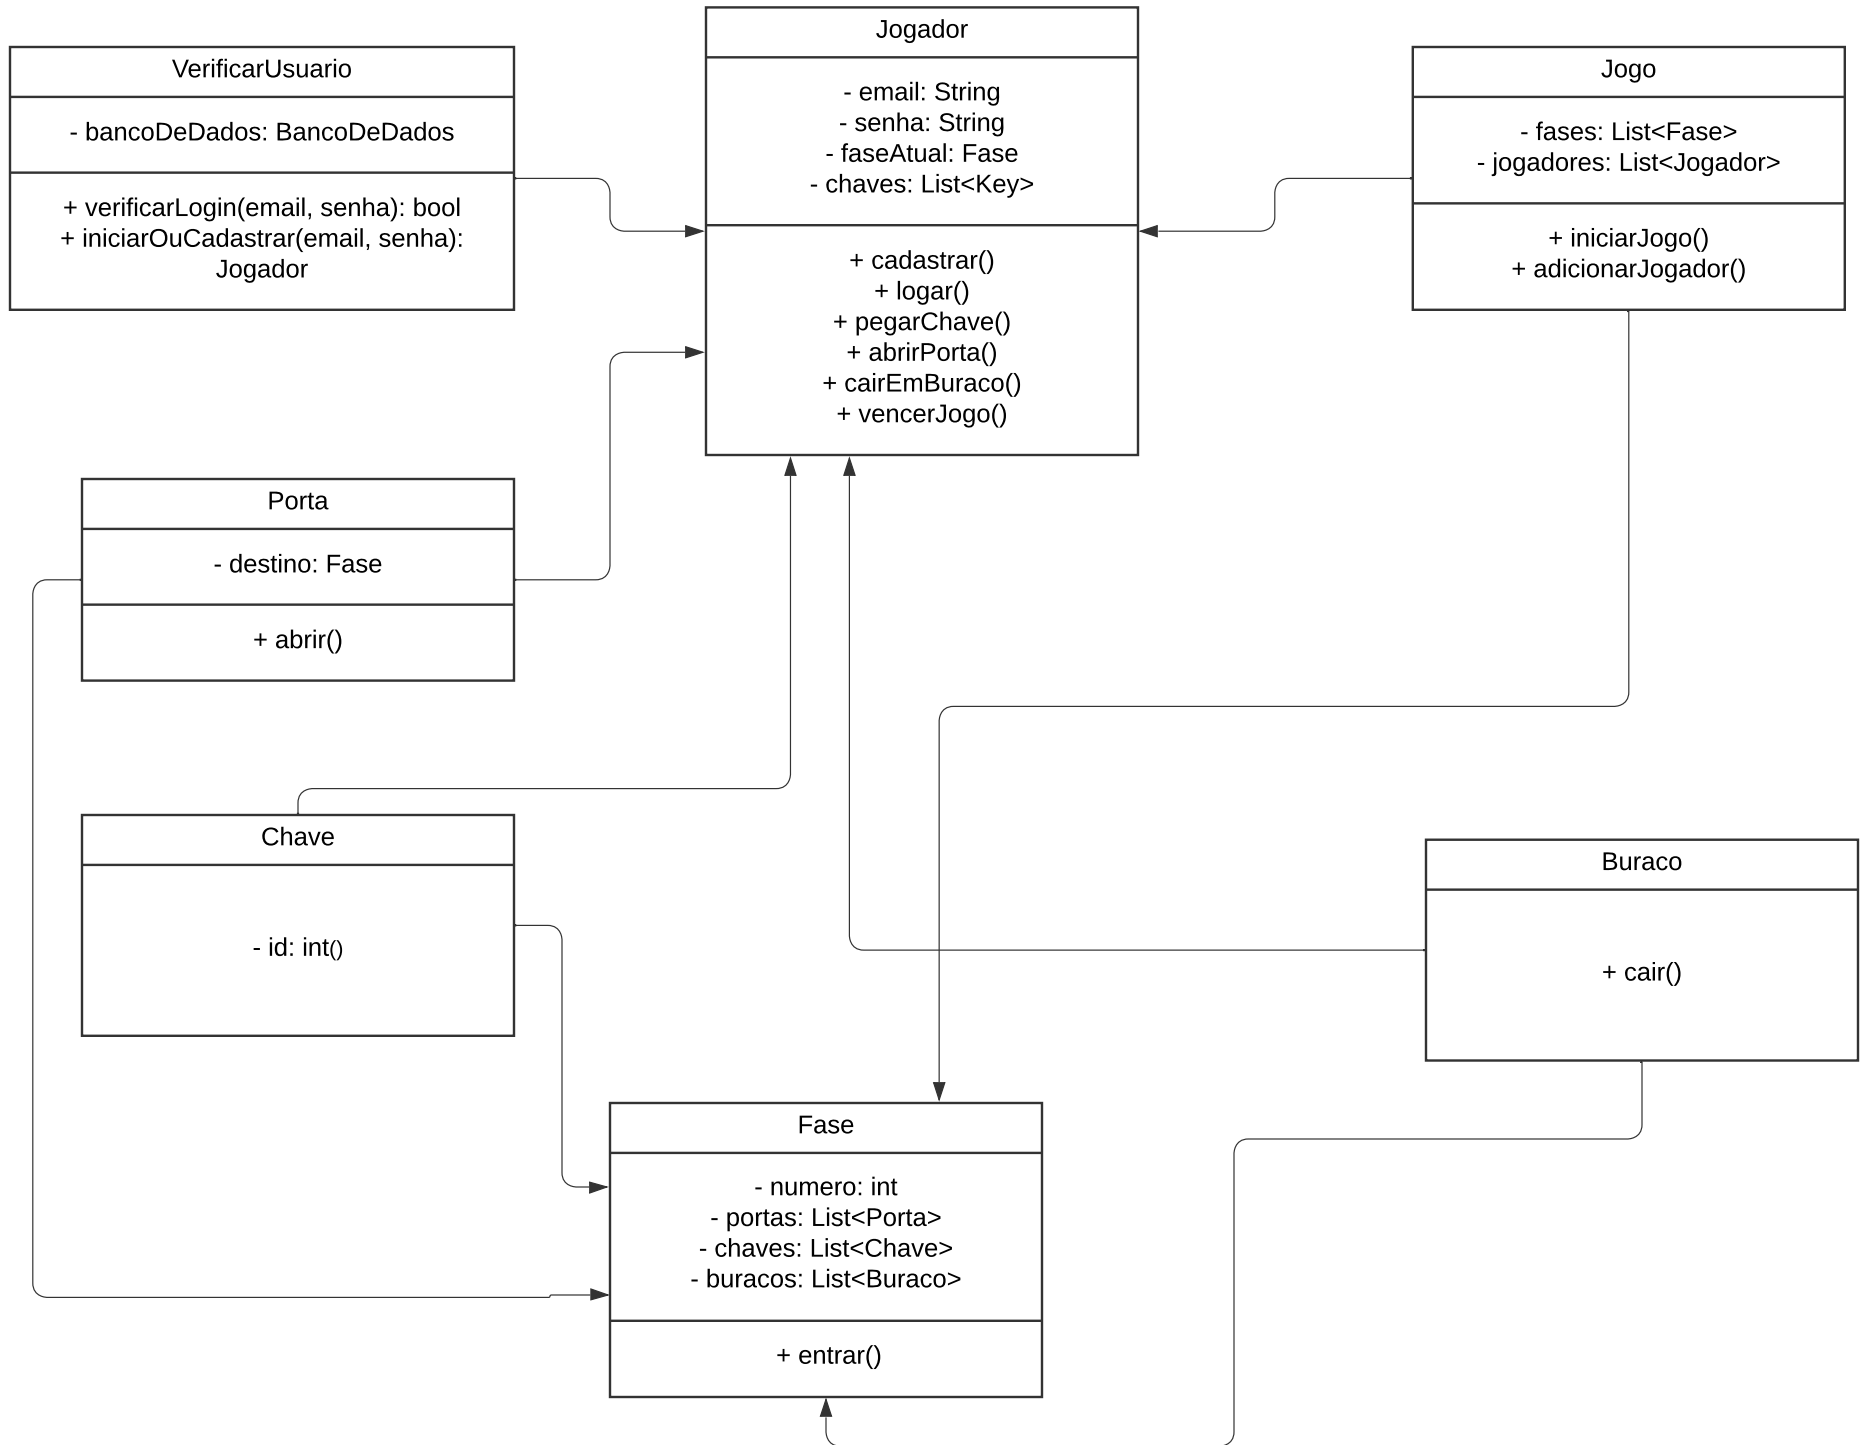 Jogador
- email: String
- senha: String
- faseAtual: Fase
- chaves: List<Key>
+ cadastrar()
+ logar()
+ pegarChave()
+ abrirPorta()
+ cairEmBuraco()
+ vencerJogo()
VerificarUsuario
- bancoDeDados: BancoDeDados
+ verificarLogin(email, senha): bool
+ iniciarOuCadastrar(email, senha):
Jogador
Jogo
- fases: List<Fase>
- jogadores: List<Jogador>
+ iniciarJogo()
+ adicionarJogador()
Porta
- destino: Fase
+ abrir()
Chave
- id: int()
Buraco
+ cair()
Fase
- numero: int
- portas: List<Porta>
- chaves: List<Chave>
- buracos: List<Buraco>
+ entrar()